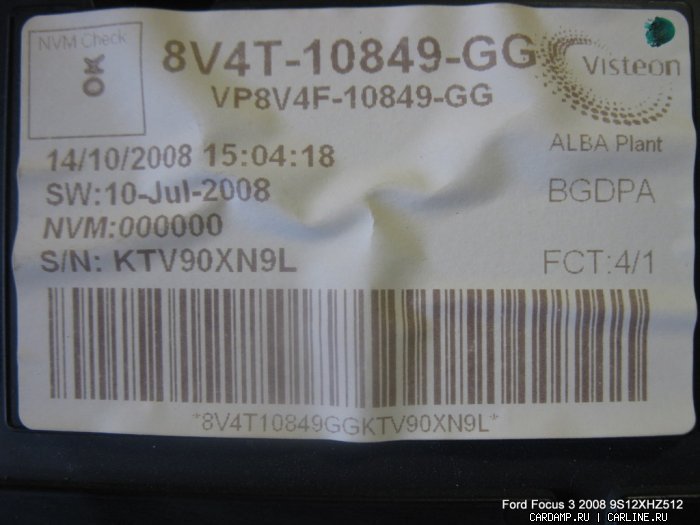 NVM Check
OK
8V4T-10849-GG
VP8V4F-10849-GG
Visteon
ALBA Plant
14/10/2008 15:04:18
SW:10-Jul-2008
BGDPA
NVM:000000
S/N: KTV90XN9L
FCT:4/1
*8V4T10849GGKTV90XN9L*
Ford Focus 3 2008 9S12XHZ512
CARDAMP.RU | CARLINE.RU